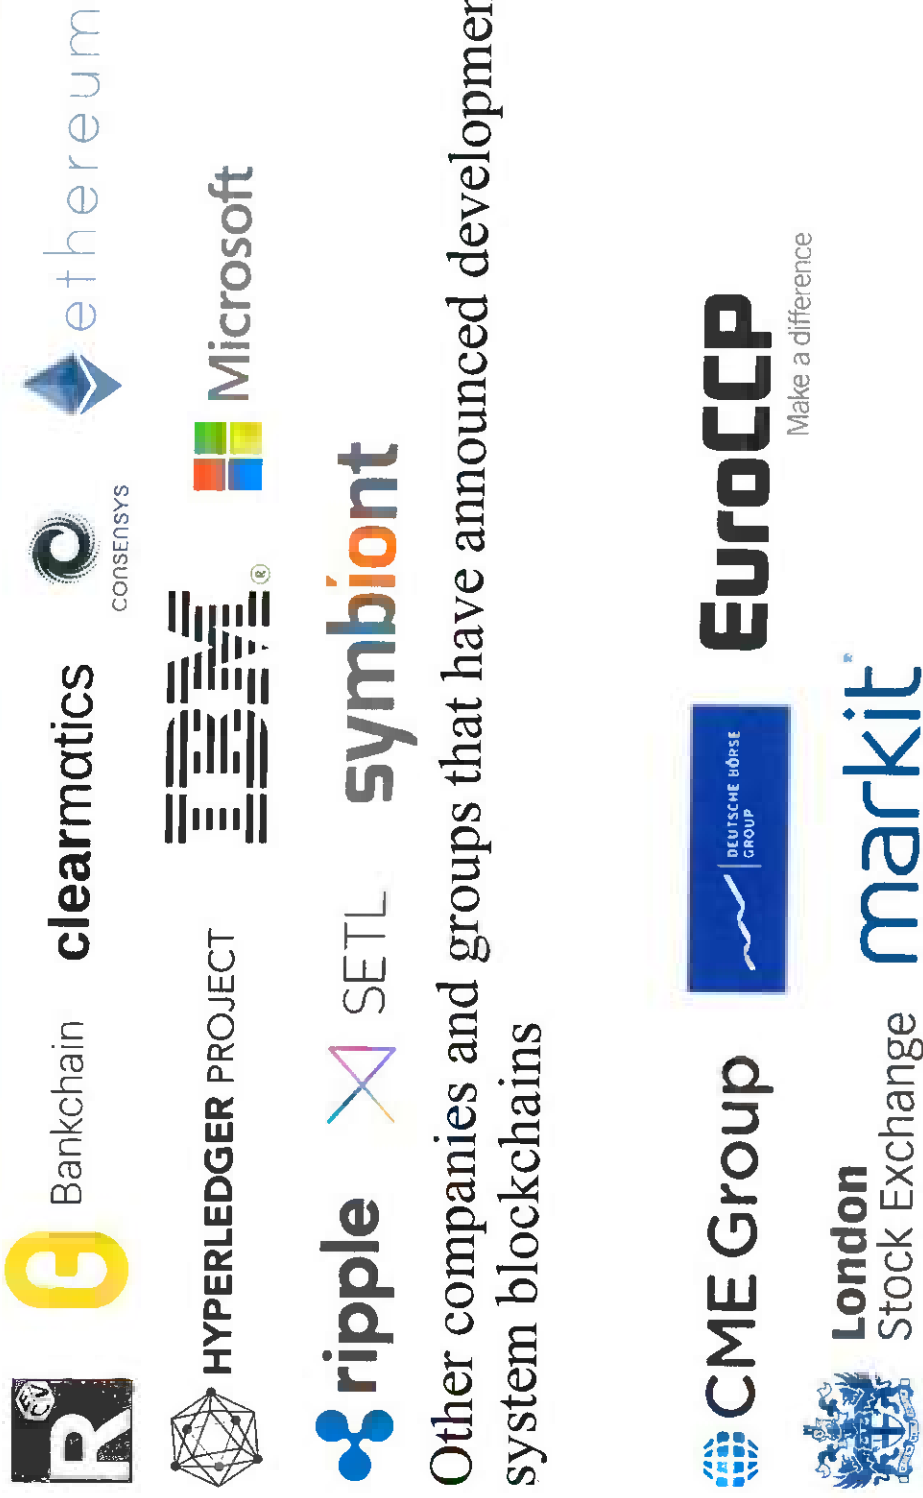 R CEV
Bankchain clearmatics consensys ethereum
HYPERLEDGER PROJECT IBM® Microsoft
ripple SETL symbiont
Other companies and groups that have announced
system blockchains
CME Group DEUTSCHE BÖRSE GROUP EuroCCP
Make a difference
London
Stock Exchange markit